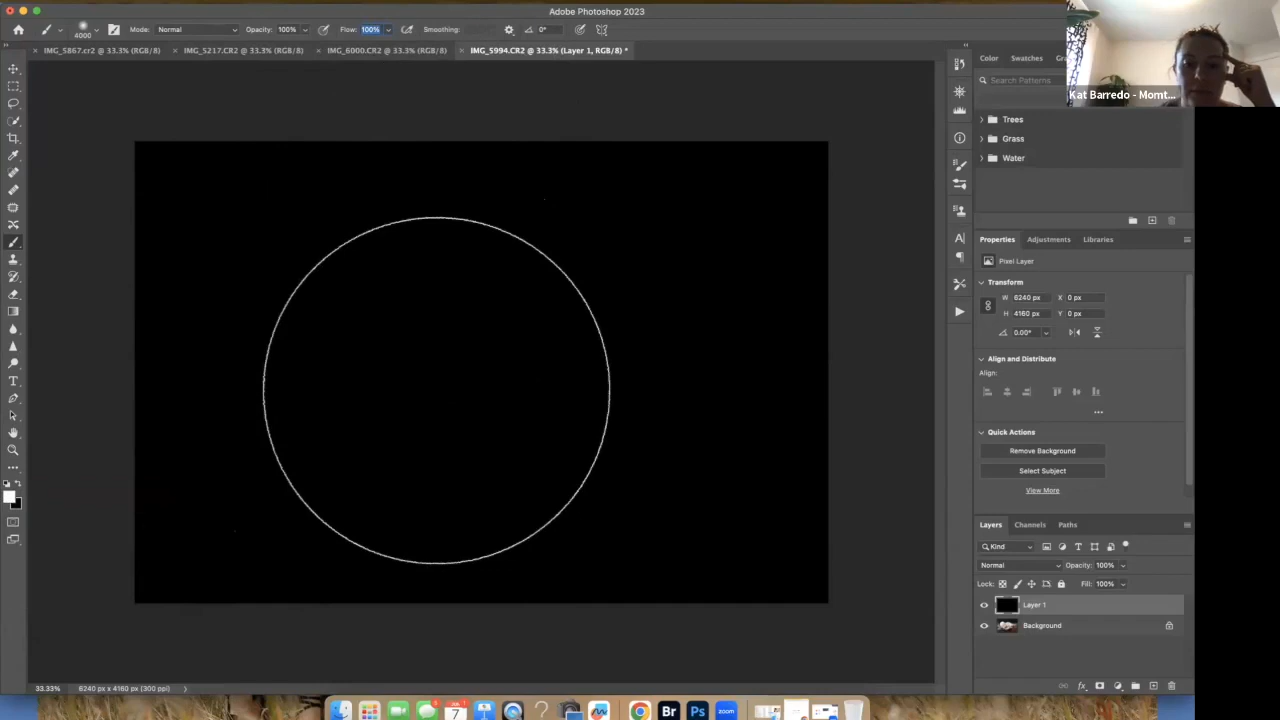 Adobe Photoshop 2023
4000
Mode:
Normal
Opacity: 100%
Flow: 100%
Smoothing:
0°
IMG_5867.cr2 @ 33.3% (RGB/8)
IMG_5217.CR2 @ 33.3% (RGB/8)
IMG_6000.CR2 @ 33.3% (RGB/8)
IMG_5994.CR2 @ 33.3% (Layer 1, RGB/8) *
Color
Swatches
Search Patterns
Kat Barredo - Momt...
Trees
Grass
Water
Properties
Adjustments
Libraries
Pixel Layer
Transform
W 6240 px
X 0 px
H 4160 px
Y 0 px
0.00°
Align and Distribute
Align:
Quick Actions
Remove Background
Select Subject
View More
Layers
Channels
Paths
Kind
Normal
Opacity: 100%
Lock:
Fill: 100%
Layer 1
Background
33.33%
6240 px x 4160 px (300 ppi)
7
Br
Ps
zoom